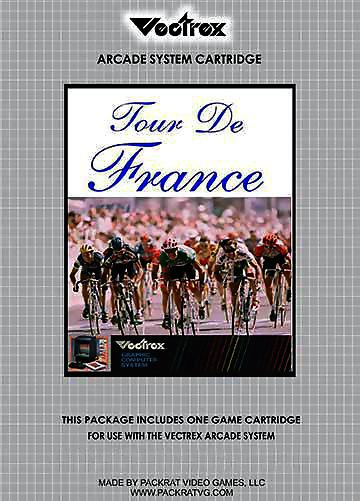 Vectrex
ARCADE SYSTEM CARTRIDGE
Tour De
France
Vectrex
GRAPHIC
COMPUTER
SYSTEM
THIS PACKAGE INCLUDES ONE GAME CARTRIDGE
FOR USE WITH THE VECTREX ARCADE SYSTEM
MADE BY PACKRAT VIDEO GAMES, LLC
WWW.PACKRATVG.COM